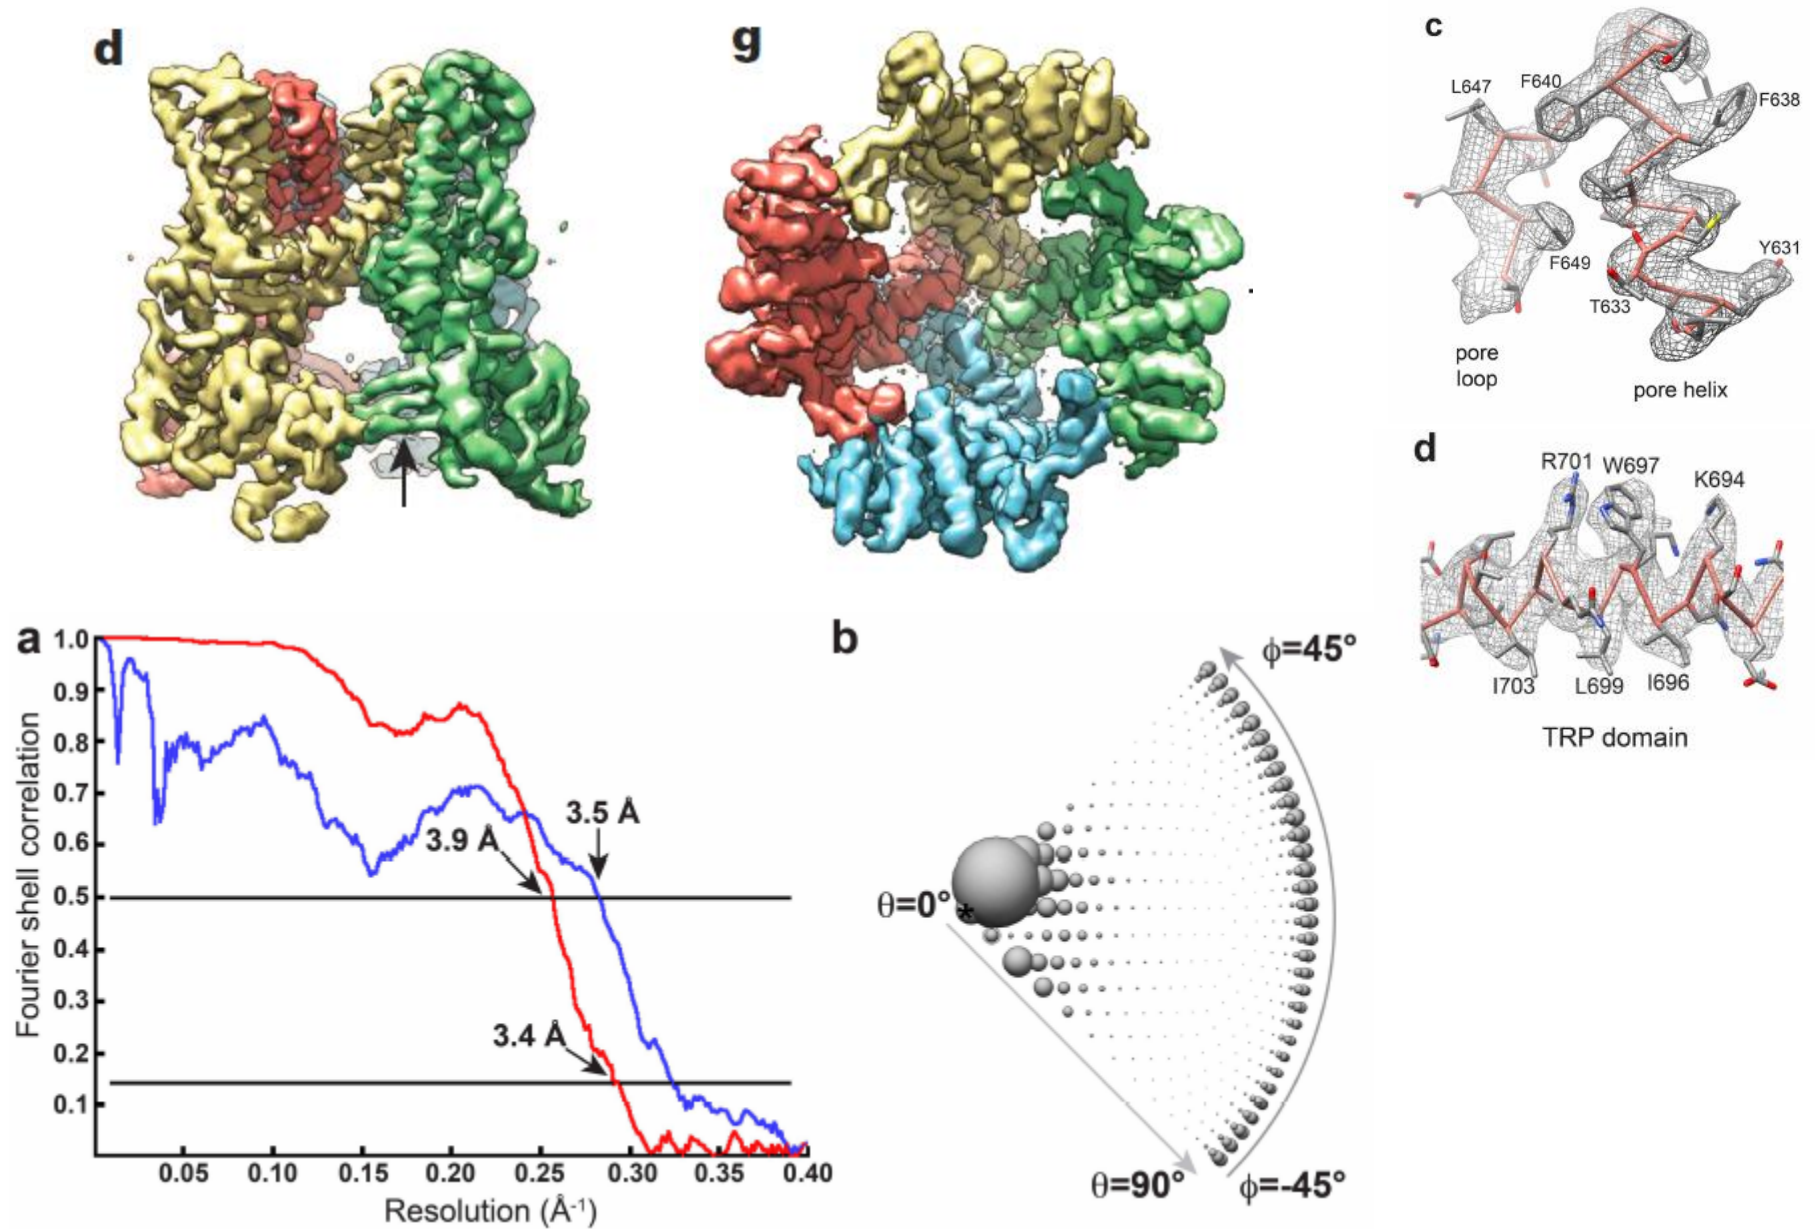 d
g
c
L647
F640
F638
F649
Y631
T633
pore
loop
pore helix
d
R701
W697
K694
I703
L699
I696
TRP domain
a
1.0
0.9
0.8
0.7
0.6
0.5
0.4
0.3
0.2
0.1
Fourier shell correlation
3.9 Å
3.5 Å
3.4 Å
0.05
0.10
0.15
0.20
0.25
0.30
0.35
0.40
Resolution (Å⁻¹)
b
ϕ=45°
θ=0°
*
θ=90°
ϕ=-45°